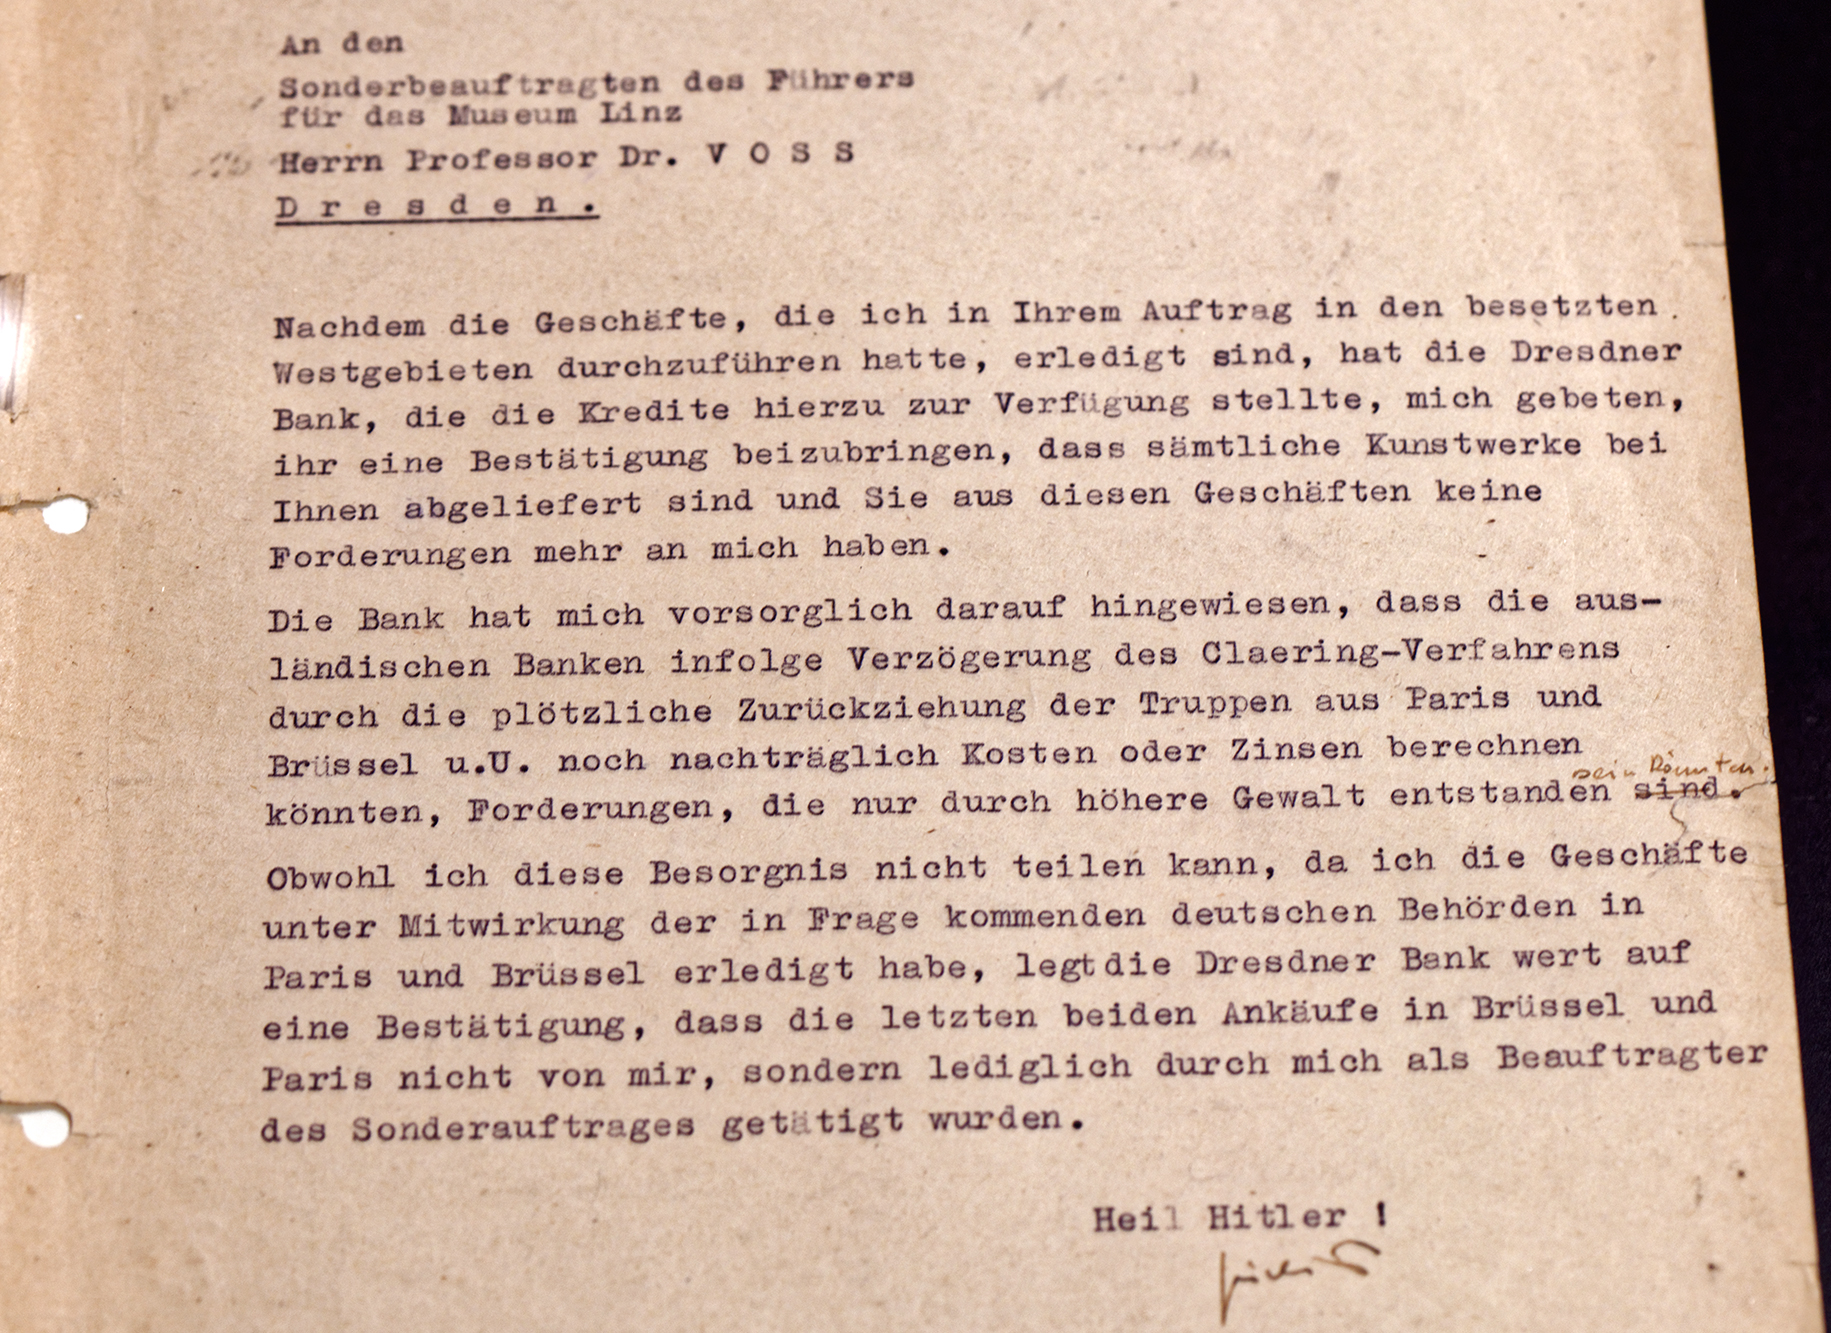 An den
Sonderbeauftragten des Führers
für das Museum Linz
Herrn Professor Dr. V O S S
D r e s d e n .
Nachdem die Geschäfte, die ich in Ihrem Auftrag in den besetzten
Westgebieten durchzuführen hatte, erledigt sind, hat die Dresdner
Bank, die die Kredite hierzu zur Verfügung stellte, mich gebeten,
ihr eine Bestätigung beizubringen, dass sämtliche Kunstwerke bei
Ihnen abgeliefert sind und Sie aus diesen Geschäften keine
Forderungen mehr an mich haben.
Die Bank hat mich vorsorglich darauf hingewiesen, dass die aus-
ländischen Banken infolge Verzögerung des Claering-Verfahrens
durch die plötzliche Zurückziehung der Truppen aus Paris und
Brüssel u.U. noch nachträglich Kosten oder Zinsen berechnen
sein könnten.
könnten, Forderungen, die nur durch höhere Gewalt entstanden sind.
Obwohl ich diese Besorgnis nicht teilen kann, da ich die Geschäfte
unter Mitwirkung der in Frage kommenden deutschen Behörden in
Paris und Brüssel erledigt habe, legt die Dresdner Bank wert auf
eine Bestätigung, dass die letzten beiden Ankäufe in Brüssel und
Paris nicht von mir, sondern lediglich durch mich als Beauftragter
des Sonderauftrages getätigt wurden.
Heil Hitler !